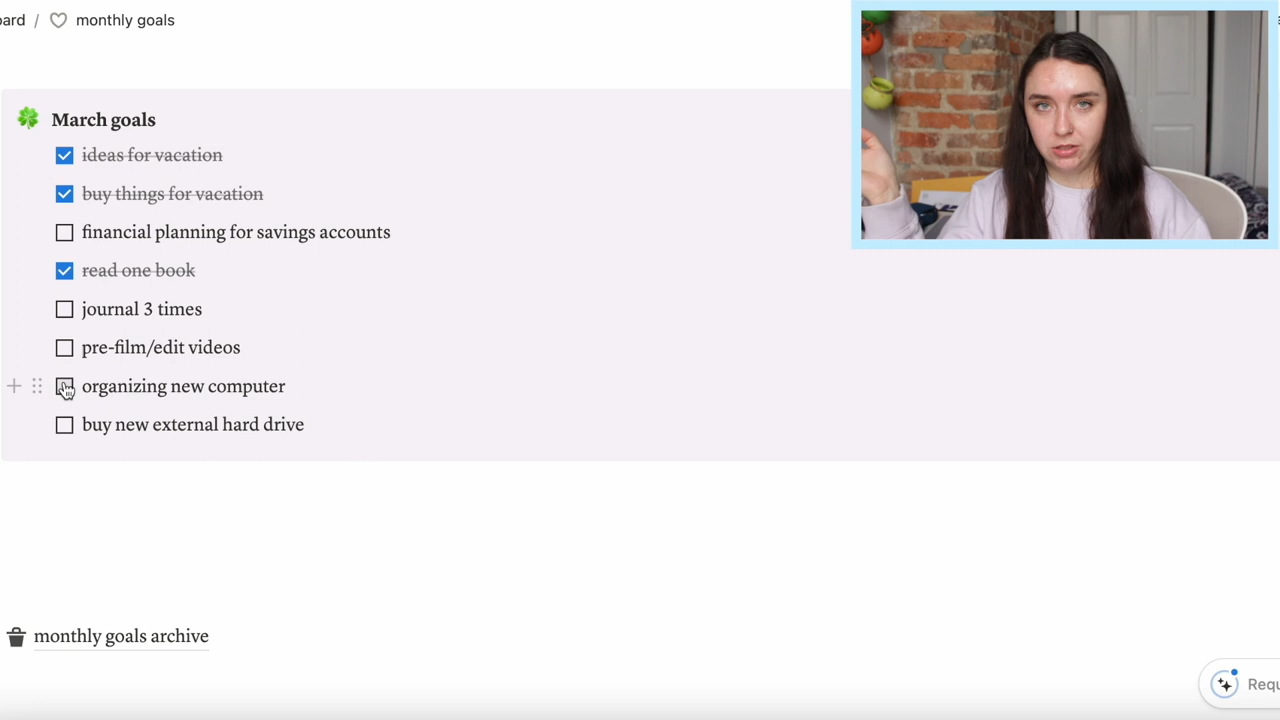 oard / monthly goals
March goals
ideas for vacation
buy things for vacation
financial planning for savings accounts
read one book
journal 3 times
pre-film/edit videos
organizing new computer
buy new external hard drive
monthly goals archive
Requ